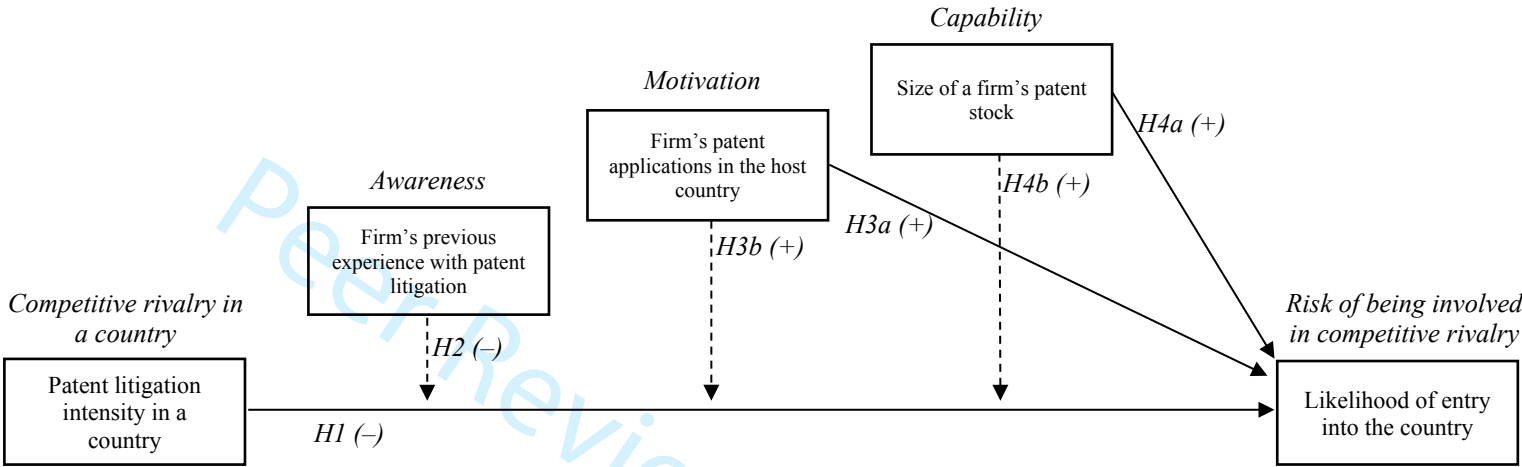 Capability
Size of a firm's patent
stock
H4a (+)
H4b (+)
Motivation
Firm's patent
applications in the host
country
H3a (+)
H3b (+)
Awareness
Firm's previous
experience with patent
litigation
H2 (–)
Competitive rivalry in
a country
Patent litigation
intensity in a
country
H1 (–)
Risk of being involved
in competitive rivalry
Likelihood of entry
into the country
Peer Revie